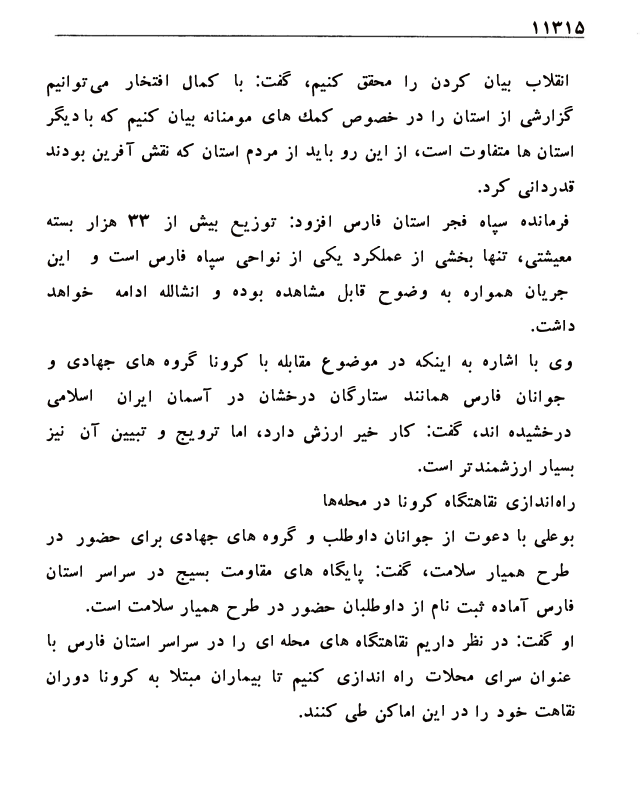 ۱۱۳۱۵
انقلاب بیان کردن را محقق کنیم، گفت: با کمال افتخار می‌توانیم
گزارشی از استان را در خصوص کمك های مومنانه بیان کنیم که با دیگر
استان ها متفاوت است، از این رو باید از مردم استان که نقش آفرین بودند
قدردانی کرد.
فرمانده سپاه فجر استان فارس افزود: توزیع بیش از ۳۳ هزار بسته
معیشتی، تنها بخشی از عملکرد یکی از نواحی سپاه فارس است و این
جریان همواره به وضوح قابل مشاهده بوده و انشالله ادامه خواهد
داشت.
وی با اشاره به اینکه در موضوع مقابله با کرونا گروه های جهادی و
جوانان فارس همانند ستارگان درخشان در آسمان ایران اسلامی
درخشیده اند، گفت: کار خیر ارزش دارد، اما ترویج و تبیین آن نیز
بسیار ارزشمندتر است.
راه‌اندازی نقاهتگاه کرونا در محله‌ها
بوعلی با دعوت از جوانان داوطلب و گروه های جهادی برای حضور در
طرح همیار سلامت، گفت: پایگاه های مقاومت بسیج در سراسر استان
فارس آماده ثبت نام از داوطلبان حضور در طرح همیار سلامت است.
او گفت: در نظر داریم نقاهتگاه های محله ای را در سراسر استان فارس با
عنوان سرای محلات راه اندازی کنیم تا بیماران مبتلا به کرونا دوران
نقاهت خود را در این اماکن طی کنند.